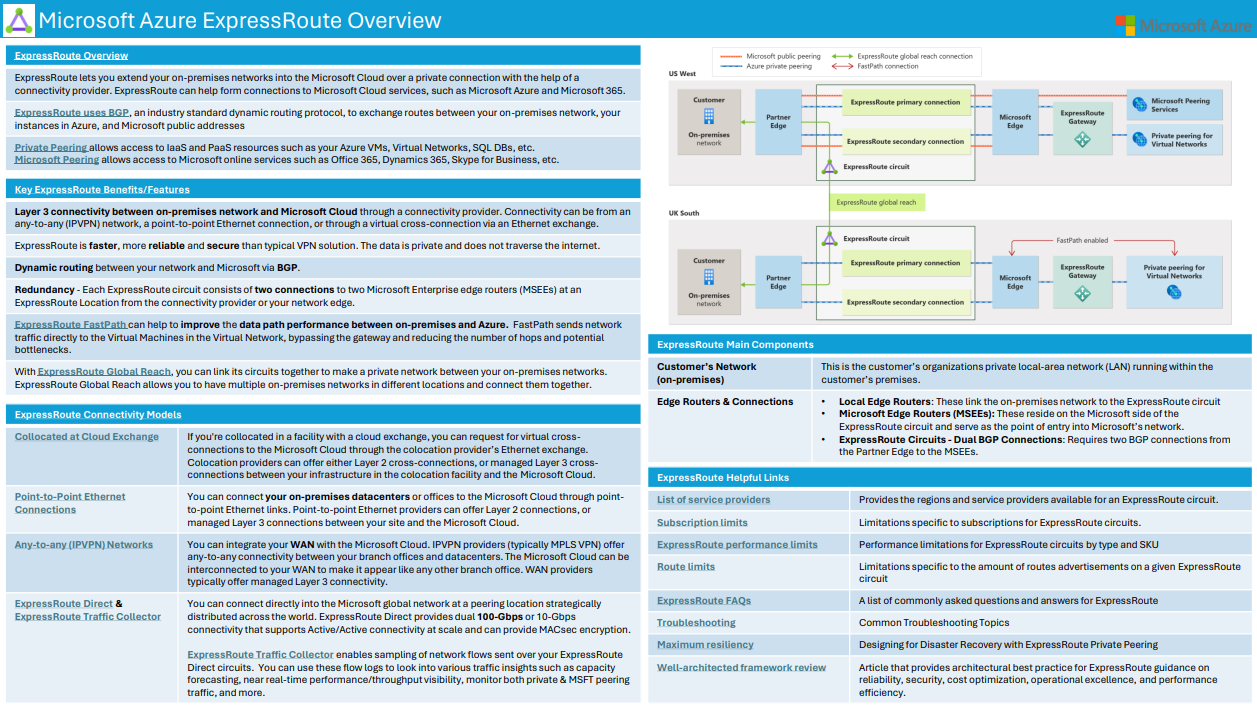 Microsoft Azure ExpressRoute Overview
Microsoft Azure
ExpressRoute Overview
ExpressRoute lets you extend your on-premises networks into the Microsoft Cloud over a private connection with the help of a
connectivity provider. ExpressRoute can help form connections to Microsoft Cloud services, such as Microsoft Azure and Microsoft 365.
ExpressRoute uses BGP, an industry standard dynamic routing protocol, to exchange routes between your on-premises network, your
instances in Azure, and Microsoft public addresses
Private Peering allows access to IaaS and PaaS resources such as your Azure VMs, Virtual Networks, SQL DBs, etc.
Microsoft Peering allows access to Microsoft online services such as Office 365, Dynamics 365, Skype for Business, etc.
Key ExpressRoute Benefits/Features
Layer 3 connectivity between on-premises network and Microsoft Cloud through a connectivity provider. Connectivity can be from an
any-to-any (IPVPN) network, a point-to-point Ethernet connection, or through a virtual cross-connection via an Ethernet exchange.
ExpressRoute is faster, more reliable and secure than typical VPN solution. The data is private and does not traverse the internet.
Dynamic routing between your network and Microsoft via BGP.
Redundancy - Each ExpressRoute circuit consists of two connections to two Microsoft Enterprise edge routers (MSEEs) at an
ExpressRoute Location from the connectivity provider or your network edge.
ExpressRoute FastPath can help to improve the data path performance between on-premises and Azure. FastPath sends network
traffic directly to the Virtual Machines in the Virtual Network, bypassing the gateway and reducing the number of hops and potential
bottlenecks.
With ExpressRoute Global Reach, you can link its circuits together to make a private network between your on-premises networks.
ExpressRoute Global Reach allows you to have multiple on-premises networks in different locations and connect them together.
ExpressRoute Connectivity Models
Collocated at Cloud Exchange
If you're collocated in a facility with a cloud exchange, you can request for virtual cross-
connections to the Microsoft Cloud through the colocation provider's Ethernet exchange.
Colocation providers can offer either Layer 2 cross-connections, or managed Layer 3 cross-
connections between your infrastructure in the colocation facility and the Microsoft Cloud.
Point-to-Point Ethernet
Connections
You can connect your on-premises datacenters or offices to the Microsoft Cloud through point-
to-point Ethernet links. Point-to-point Ethernet providers can offer Layer 2 connections, or
managed Layer 3 connections between your site and the Microsoft Cloud.
Any-to-any (IPVPN) Networks
You can integrate your WAN with the Microsoft Cloud. IPVPN providers (typically MPLS VPN) offer
any-to-any connectivity between your branch offices and datacenters. The Microsoft Cloud can be
interconnected to your WAN to make it appear like any other branch office. WAN providers
typically offer managed Layer 3 connectivity.
ExpressRoute Direct &
ExpressRoute Traffic Collector
You can connect directly into the Microsoft global network at a peering location strategically
distributed across the world. ExpressRoute Direct provides dual 100-Gbps or 10-Gbps
connectivity that supports Active/Active connectivity at scale and can provide MACsec encryption.
ExpressRoute Traffic Collector enables sampling of network flows sent over your ExpressRoute
Direct circuits. You can use these flow logs to look into various traffic insights such as capacity
forecasting, near real-time performance/throughput visibility, monitor both private & MSFT peering
traffic, and more.
Microsoft public peering
ExpressRoute global reach connection
Azure private peering
FastPath connection
US West
Customer
On-premises
network
Partner
Edge
ExpressRoute primary connection
ExpressRoute secondary connection
ExpressRoute circuit
Microsoft
Edge
ExpressRoute
Gateway
Microsoft Peering
Services
Private peering for
Virtual Networks
ExpressRoute global reach
UK South
Customer
On-premises
network
Partner
Edge
ExpressRoute circuit
ExpressRoute primary connection
ExpressRoute secondary connection
FastPath enabled
Microsoft
Edge
ExpressRoute
Gateway
Private peering for
Virtual Networks
ExpressRoute Main Components
Customer's Network
(on-premises)
This is the customer's organizations private local-area network (LAN) running within the
customer's premises.
Edge Routers & Connections
• Local Edge Routers: These link the on-premises network to the ExpressRoute circuit
• Microsoft Edge Routers (MSEEs): These reside on the Microsoft side of the
ExpressRoute circuit and serve as the point of entry into Microsoft's network.
• ExpressRoute Circuits - Dual BGP Connections: Requires two BGP connections from
the Partner Edge to the MSEEs.
ExpressRoute Helpful Links
List of service providers
Provides the regions and service providers available for an ExpressRoute circuit.
Subscription limits
Limitations specific to subscriptions for ExpressRoute circuits.
ExpressRoute performance limits
Performance limitations for ExpressRoute circuits by type and SKU
Route limits
Limitations specific to the amount of routes advertisements on a given ExpressRoute
circuit
ExpressRoute FAQs
A list of commonly asked questions and answers for ExpressRoute
Troubleshooting
Common Troubleshooting Topics
Maximum resiliency
Designing for Disaster Recovery with ExpressRoute Private Peering
Well-architected framework review
Article that provides architectural best practice for ExpressRoute guidance on
reliability, security, cost optimization, operational excellence, and performance
efficiency.